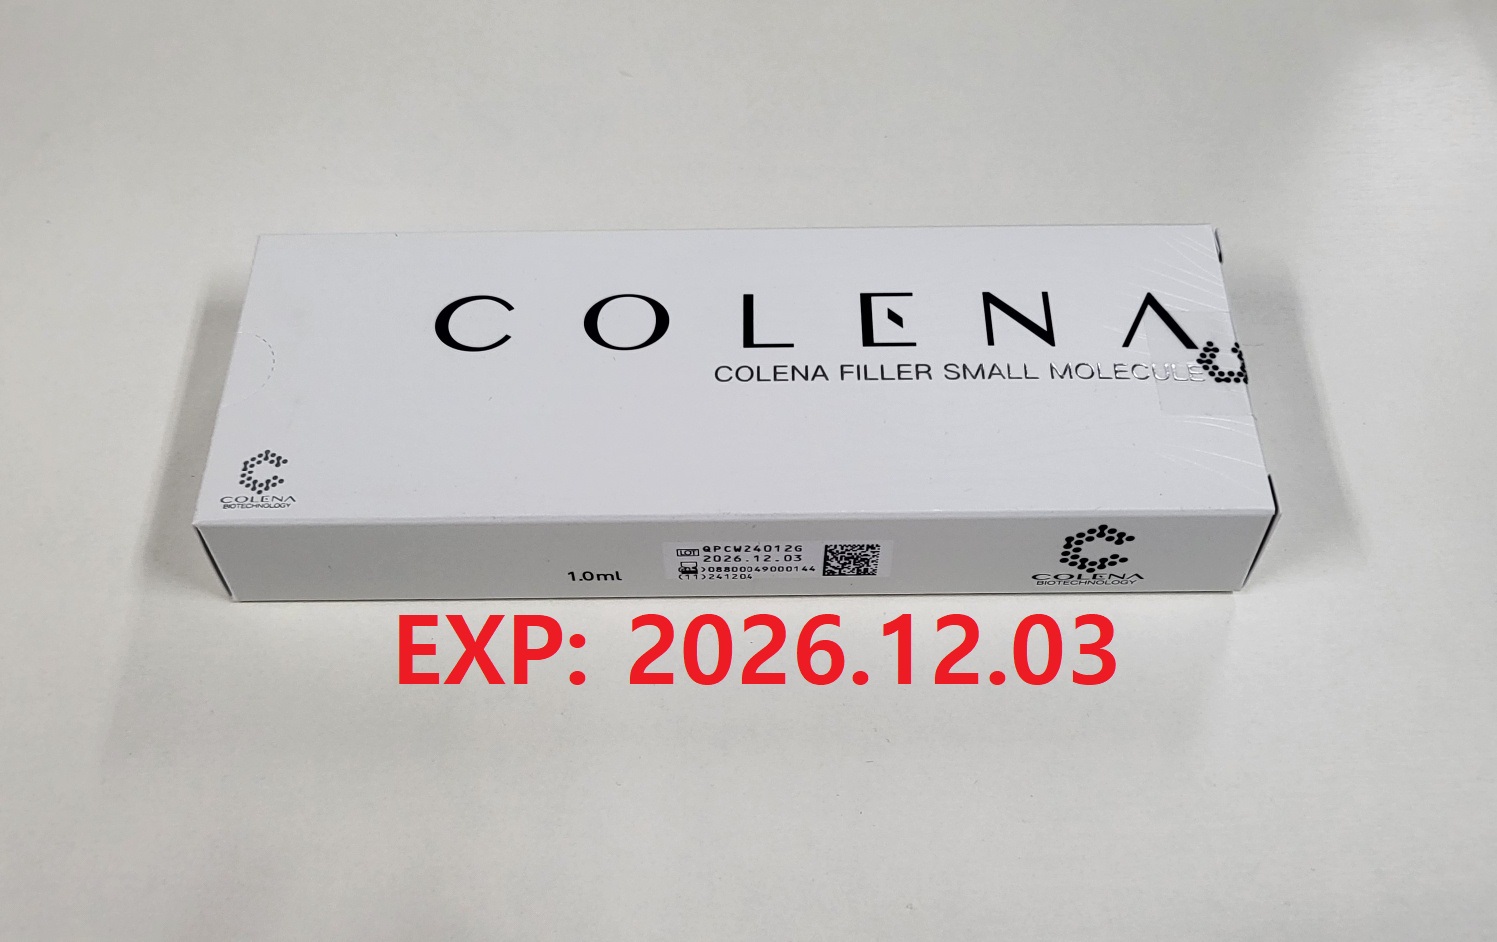 COLENA
COLENA FILLER SMALL MOLECULE
COLENA
BIOTECHNOLOGY
1.0ml
LOT QPCW24012G
2026.12.03
(11)241204
COLENA
BIOTECHNOLOGY
EXP: 2026.12.03